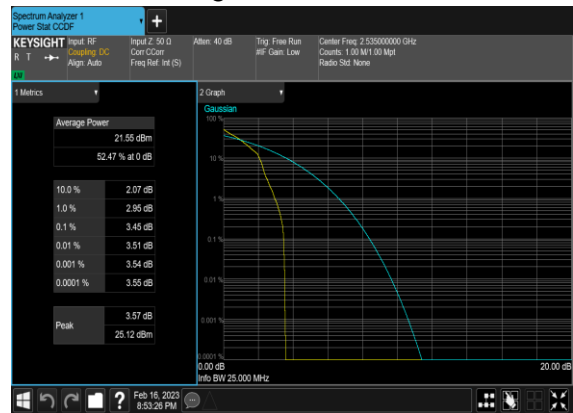 Spectrum Analyzer 1
Power Stat CCDF
KEYSIGHT
R T
LW
Input: RF
Coupling: DC
Align: Auto
Input Z: 50 Ω
Corr CCorr
Freq Ref: Int (S)
Atten: 40 dB
Trig: Free Run
#IF Gain: Low
Center Freq: 2.535000000 GHz
Counts: 1.00 M/1.00 Mpt
Radio Std: None
1 Metrics
Average Power
21.55 dBm
52.47 % at 0 dB
10.0 % 2.07 dB
1.0 % 2.95 dB
0.1 % 3.45 dB
0.01 % 3.51 dB
0.001 % 3.54 dB
0.0001 % 3.55 dB
Peak
3.57 dB
25.12 dBm
2 Graph
Gaussian
100 %
10 %
1 %
0.1 %
0.01 %
0.001 %
0.0001 %
0.00 dB
20.00 dB
Info BW 25.000 MHz
?
Feb 16, 2023
8:53:26 PM